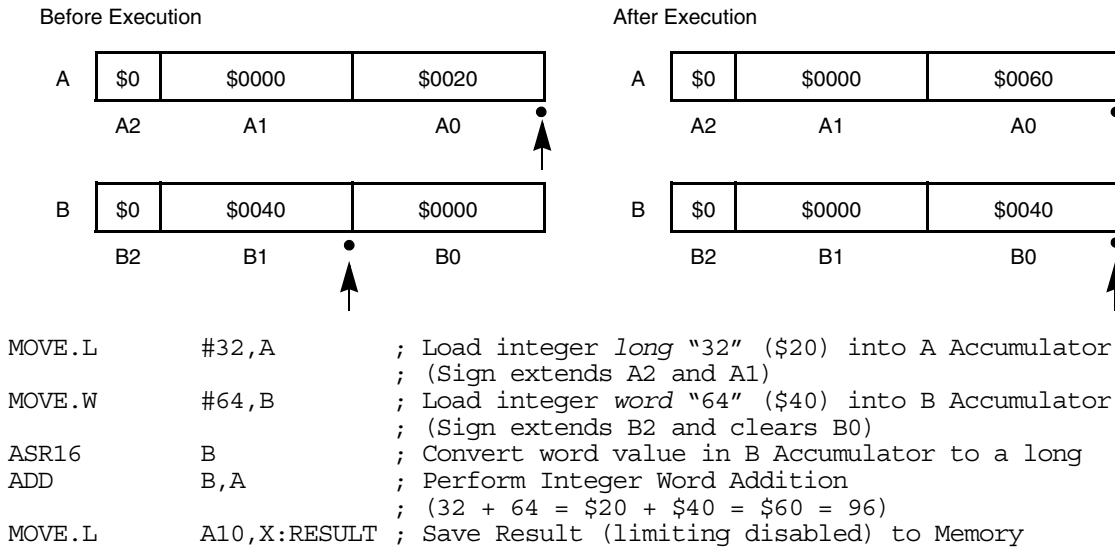 Before Execution After Execution
A $0 $0000 $0020 A $0 $0000 $0060
A2 A1 A0 A2 A1 A0
B $0 $0040 $0000 B $0 $0000 $0040
B2 B1 B0 B2 B1 B0
MOVE.L #32,A ; Load integer long “32” ($20) into A Accumulator
; (Sign extends A2 and A1)
MOVE.W #64,B ; Load integer word “64” ($40) into B Accumulator
; (Sign extends B2 and clears B0)
ASR16 B ; Convert word value in B Accumulator to a long
ADD B,A ; Perform Integer Word Addition
; (32 + 64 = $20 + $40 = $60 = 96)
MOVE.L A10,X:RESULT ; Save Result (limiting disabled) to Memory